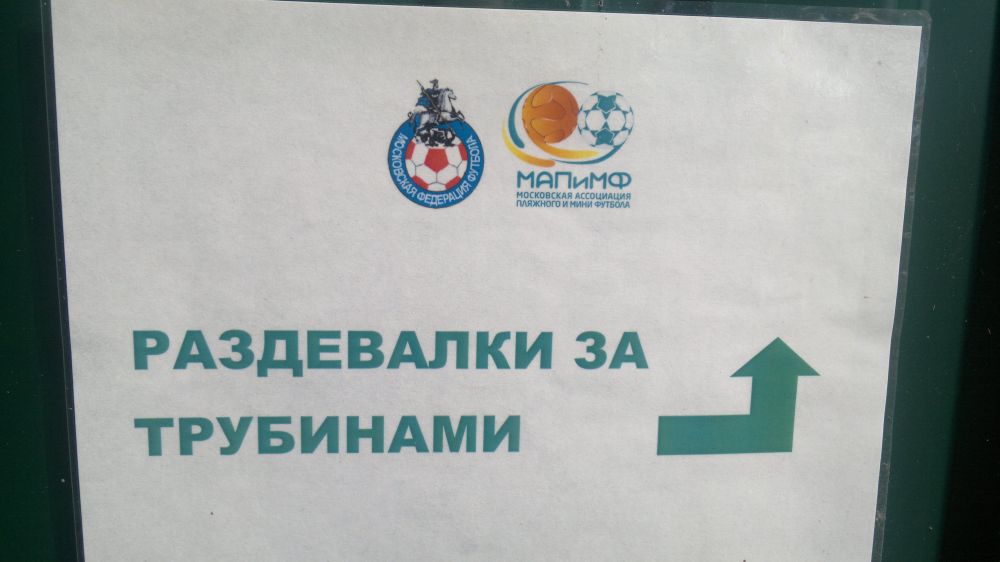 МОСКОВСКАЯ ФЕДЕРАЦИЯ ФУТБОЛА
МАПиМФ
МОСКОВСКАЯ АССОЦИАЦИЯ
ПЛЯЖНОГО И МИНИ ФУТБОЛА
РАЗДЕВАЛКИ ЗА
ТРУБИНАМИ